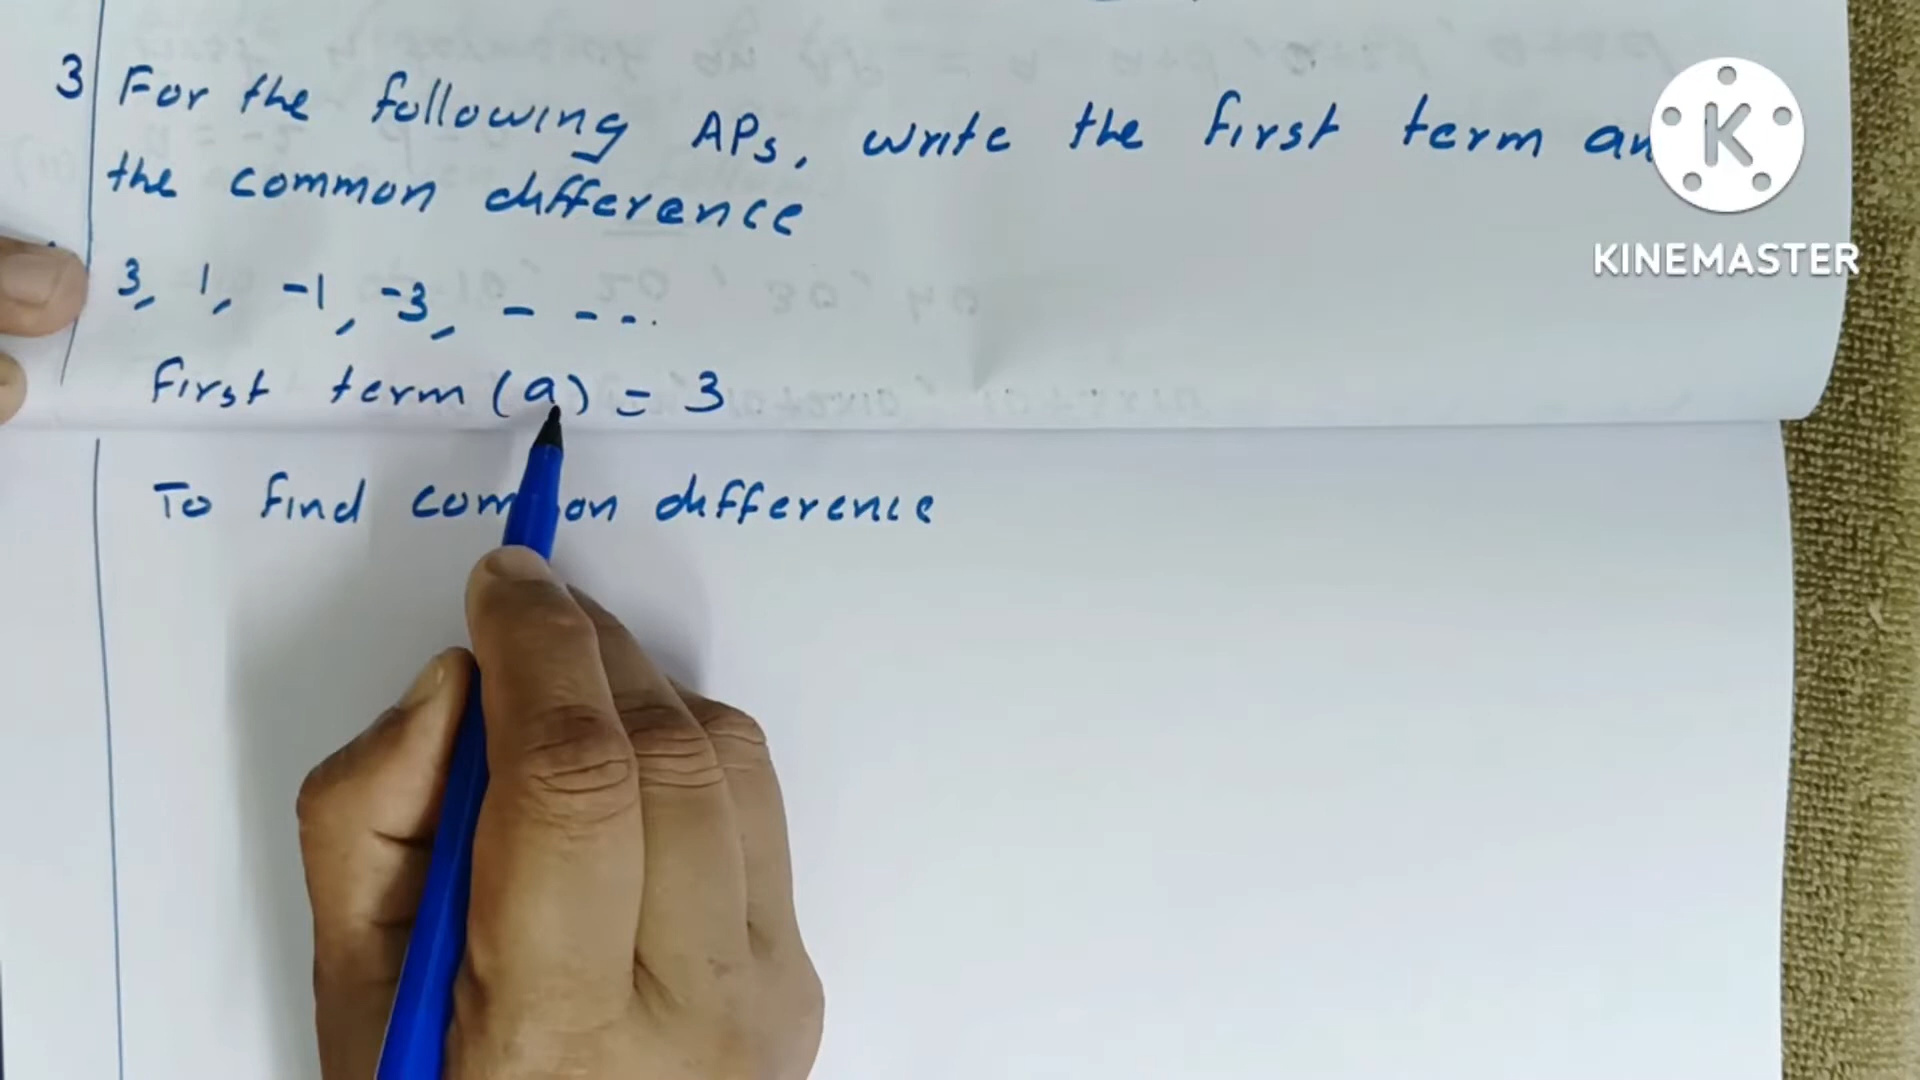 3 For the following APs, write the first term an
the common difference
3, 1, -1, -3, - - - .
First term (a) = 3
To find common difference
K
KINEMASTER